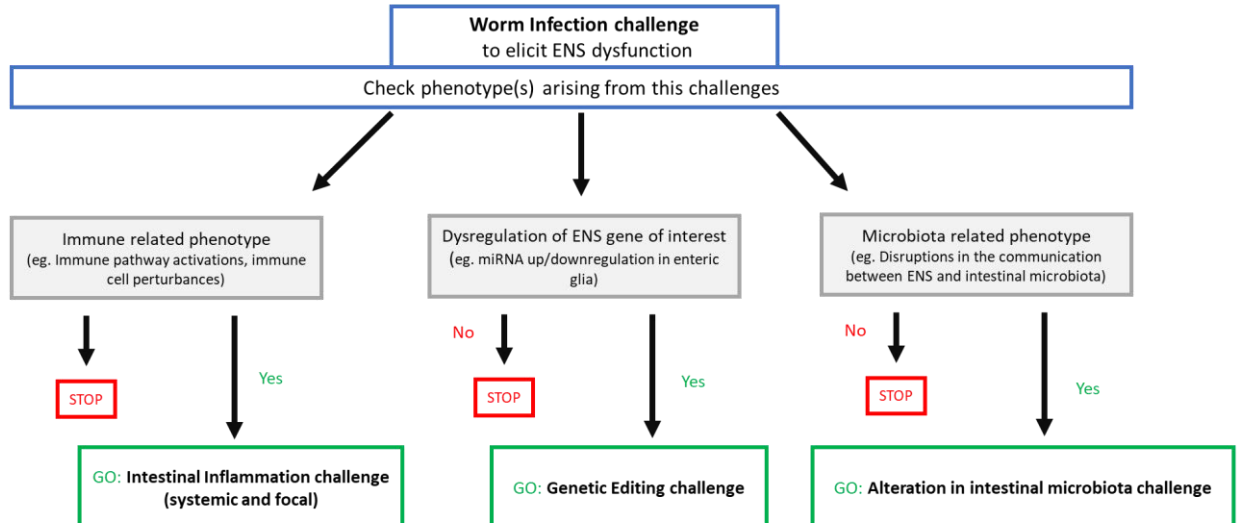 Worm Infection challenge
to elicit ENS dysfunction
Check phenotype(s) arising from this challenges
Immune related phenotype
(eg. Immune pathway activations, immune
cell perturbances)
Dysregulation of ENS gene of interest
(eg. miRNA up/downregulation in enteric
glia)
Microbiota related phenotype
(eg. Disruptions in the communication
between ENS and intestinal microbiota)
STOP
Yes
No
STOP
Yes
No
STOP
Yes
GO: Intestinal Inflammation challenge
(systemic and focal)
GO: Genetic Editing challenge
GO: Alteration in intestinal microbiota challenge